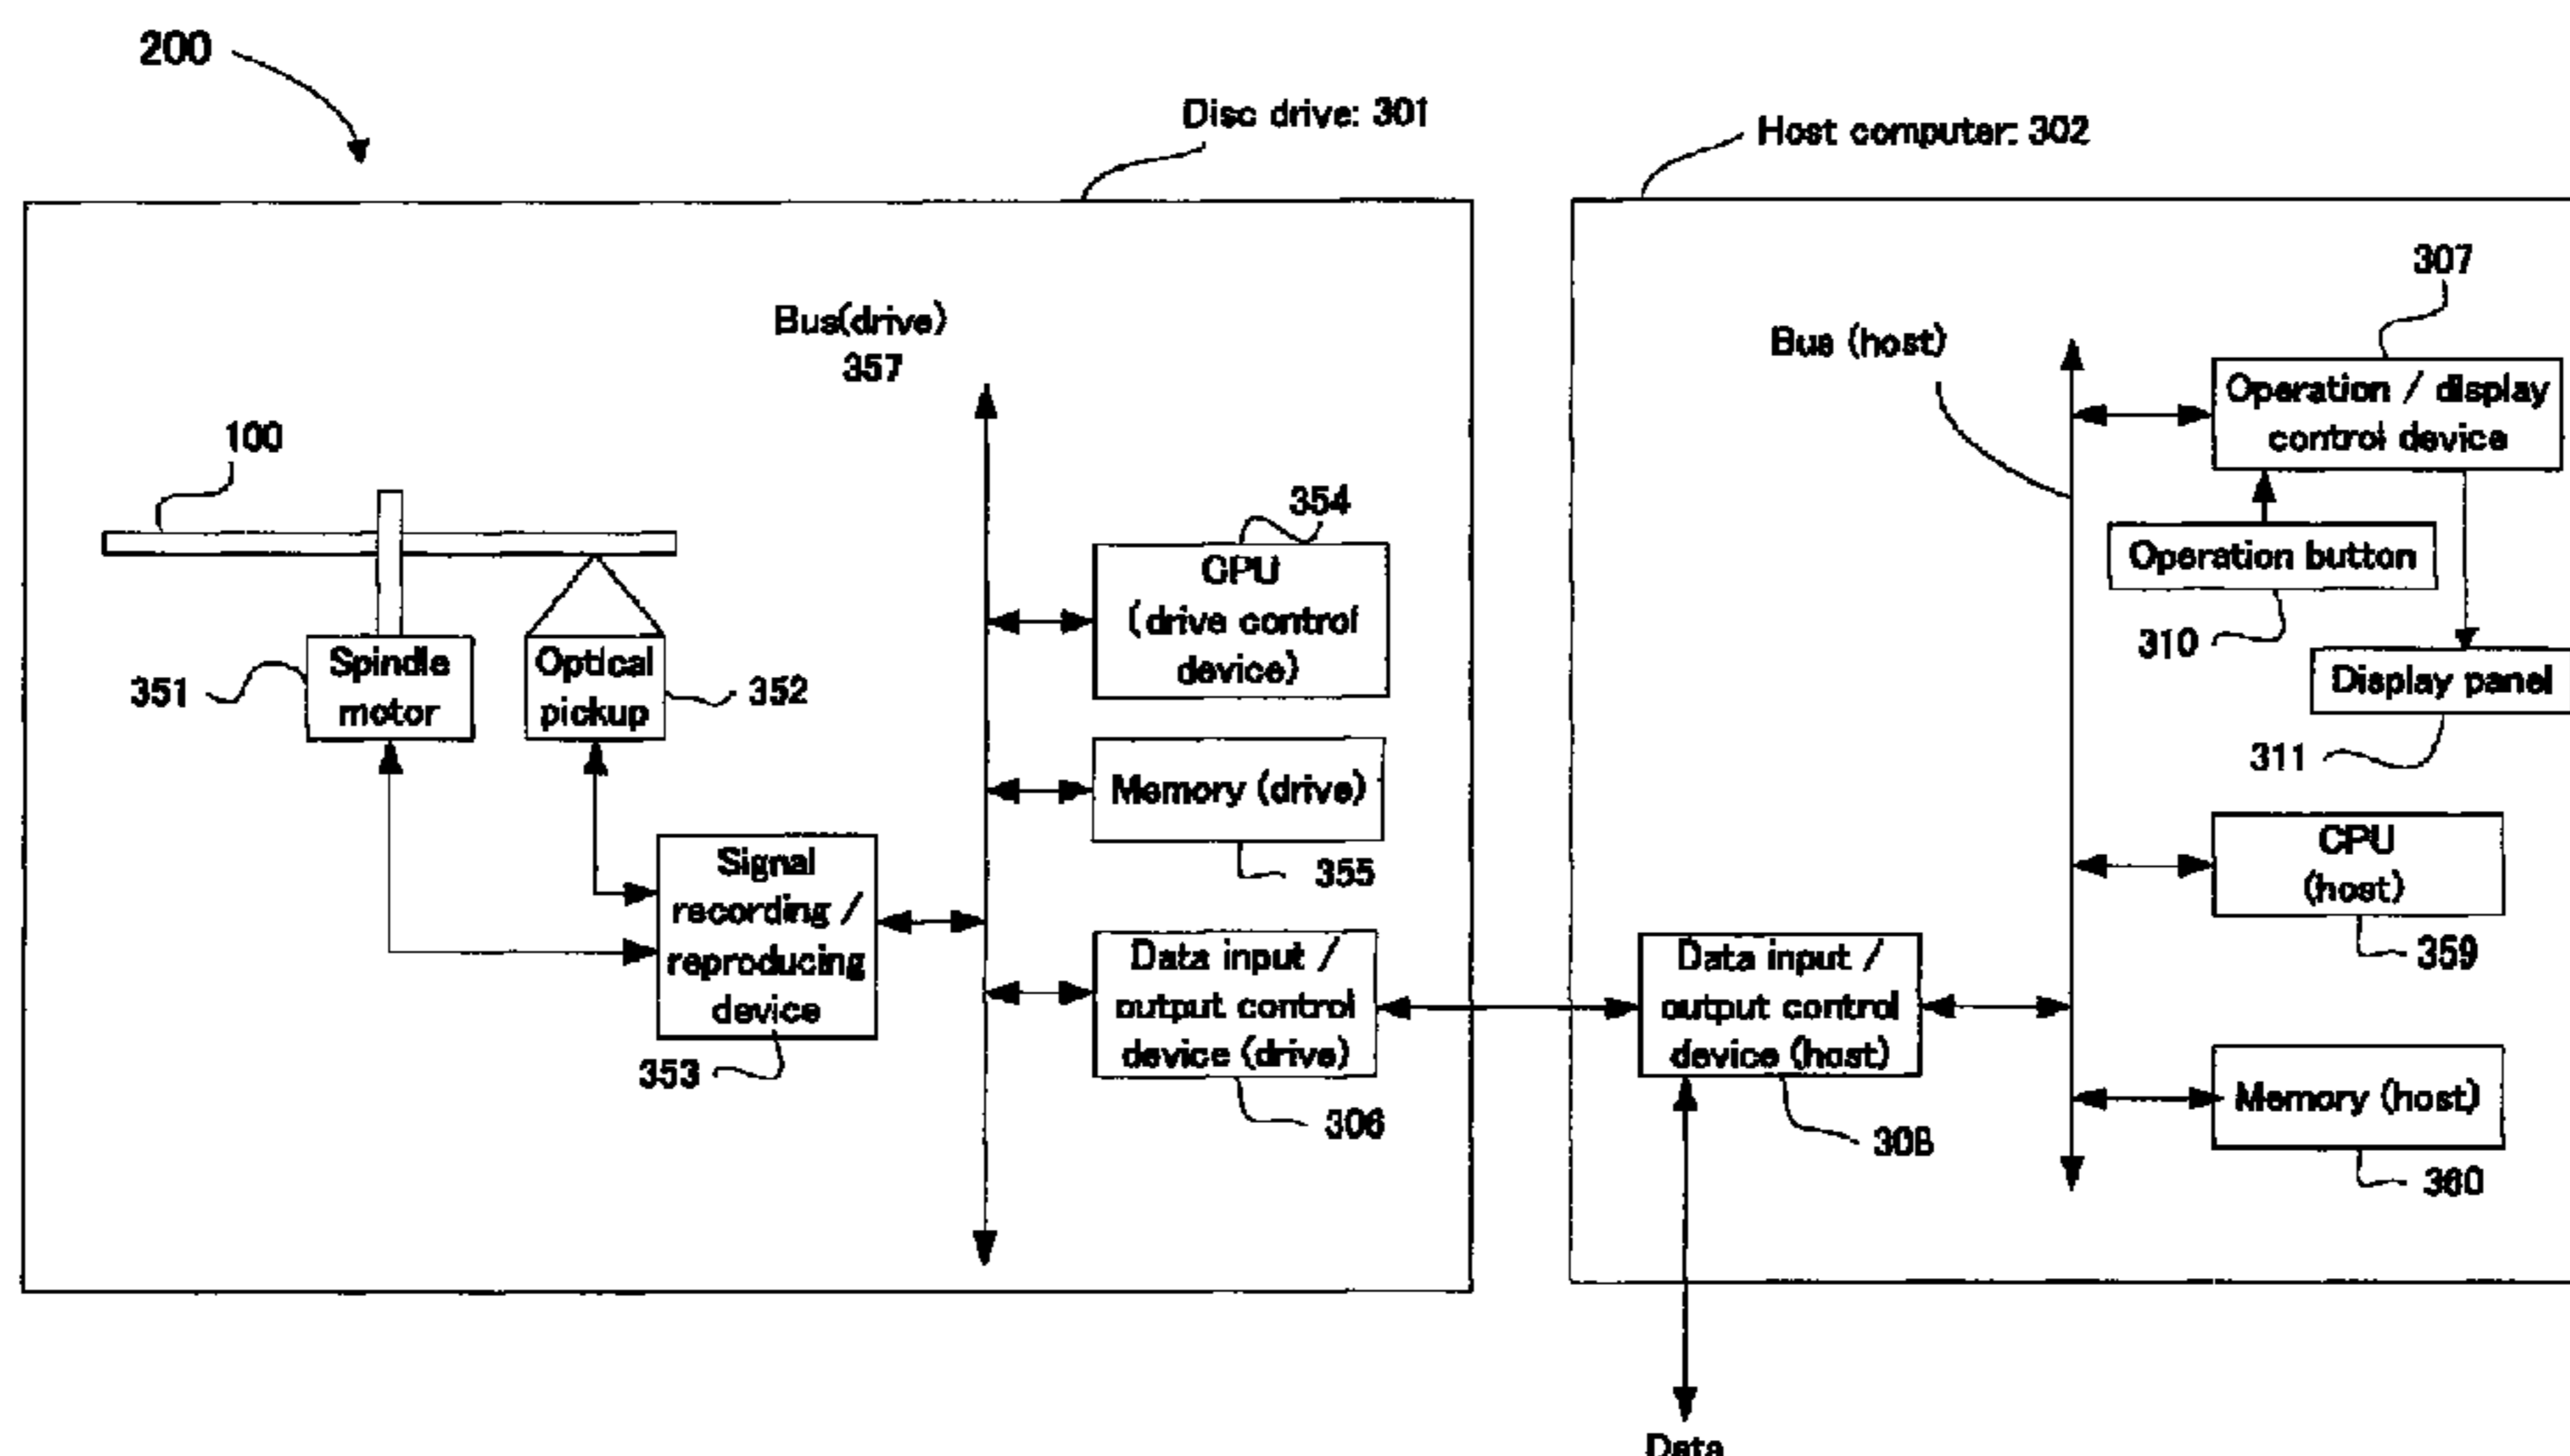 200
Disc drive: 301
Host computer: 302
Bus(drive)
357
100
Spindle
motor
351
Optical
pickup
352
Signal
recording /
reproducing
device
353
354
CPU
(drive control
device)
Memory (drive)
355
Data input /
output control
device (drive)
306
Bus (host)
307
Operation / display
control device
Operation button
310
Display panel
311
CPU
(host)
359
Data input /
output control
device (host)
308
Memory (host)
360
Data